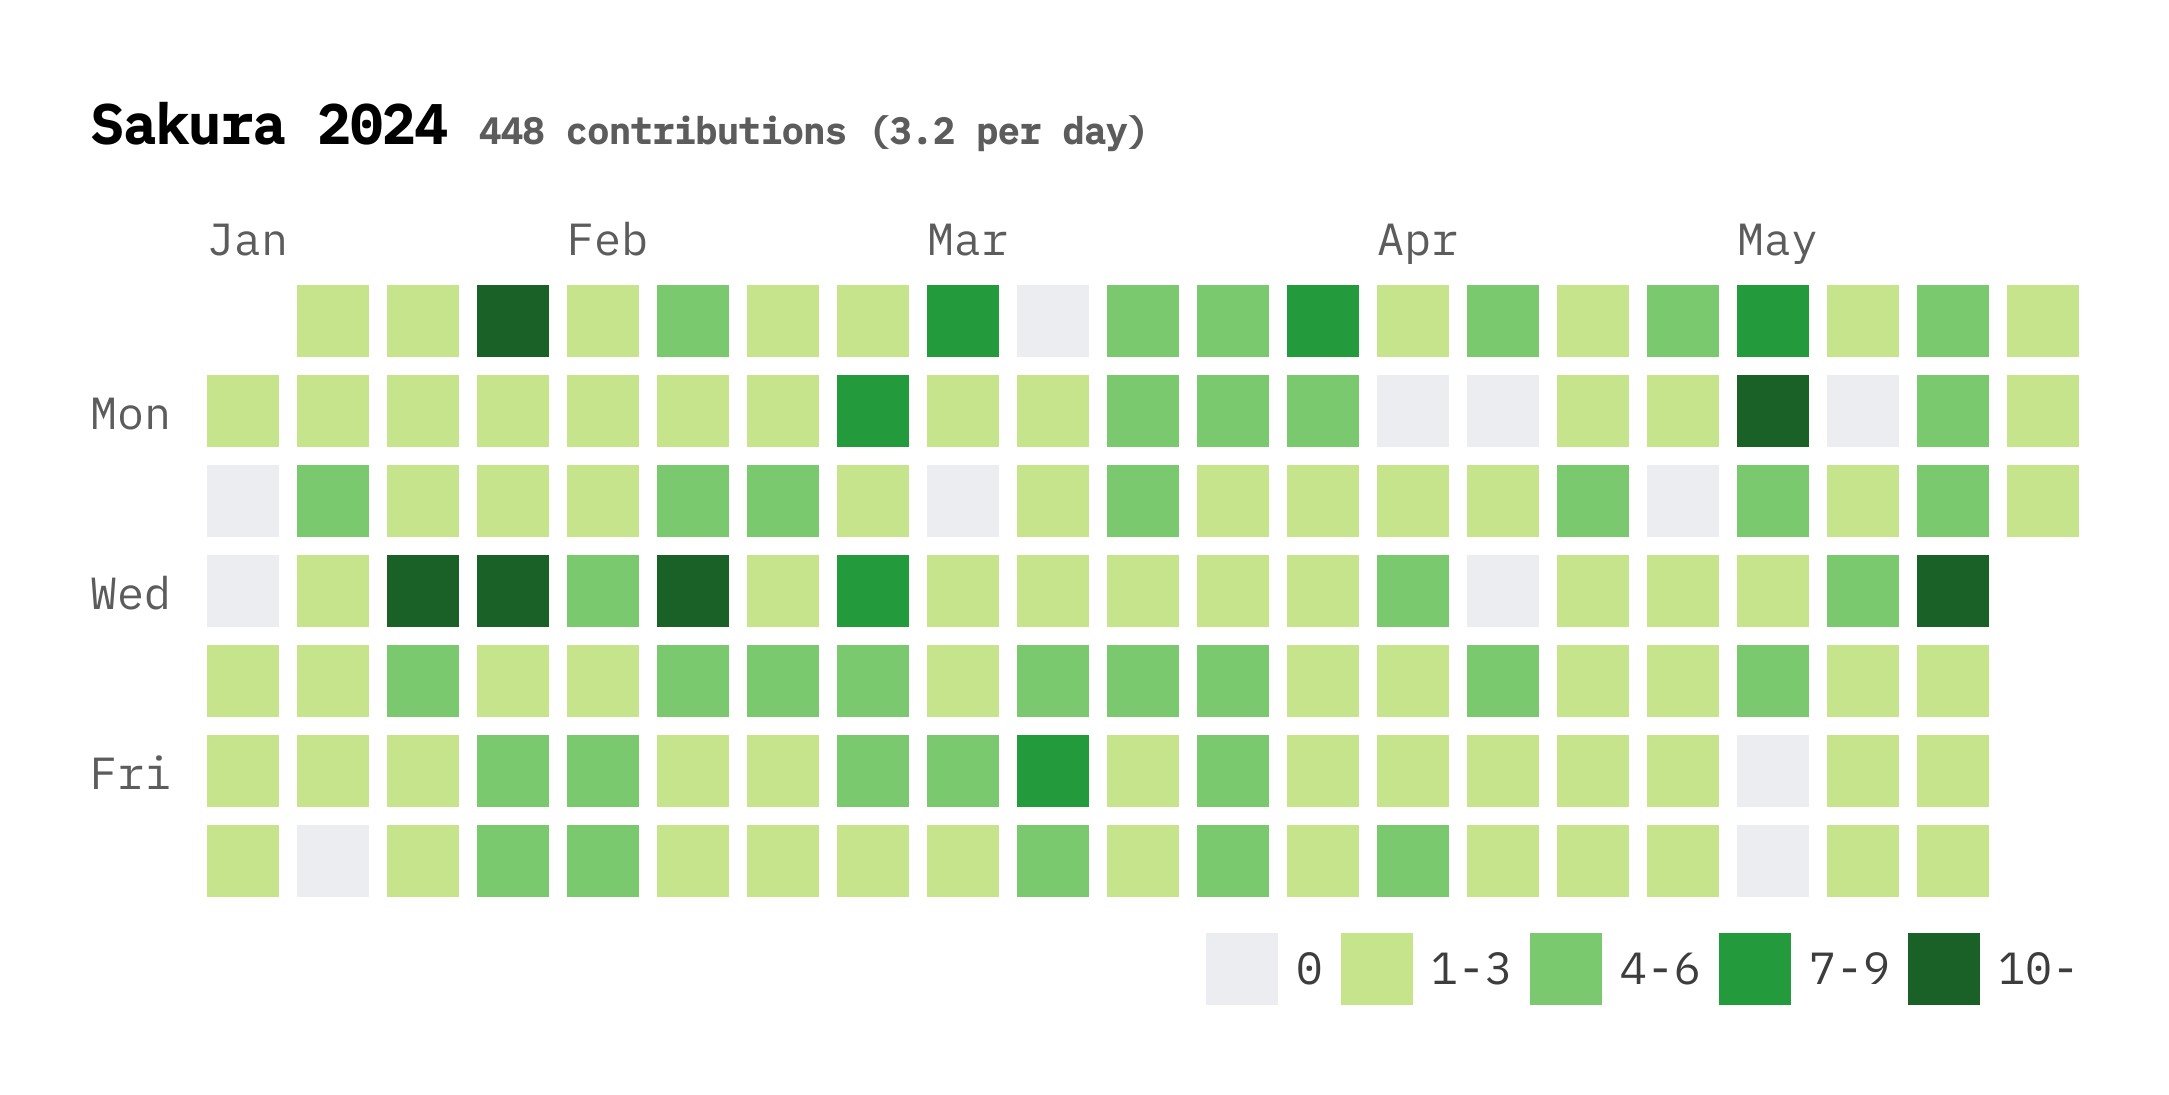 Sakura 2024 448 contributions (3.2 per day)
Jan Feb Mar Apr May
Mon
Wed
Fri
0 1-3 4-6 7-9 10-